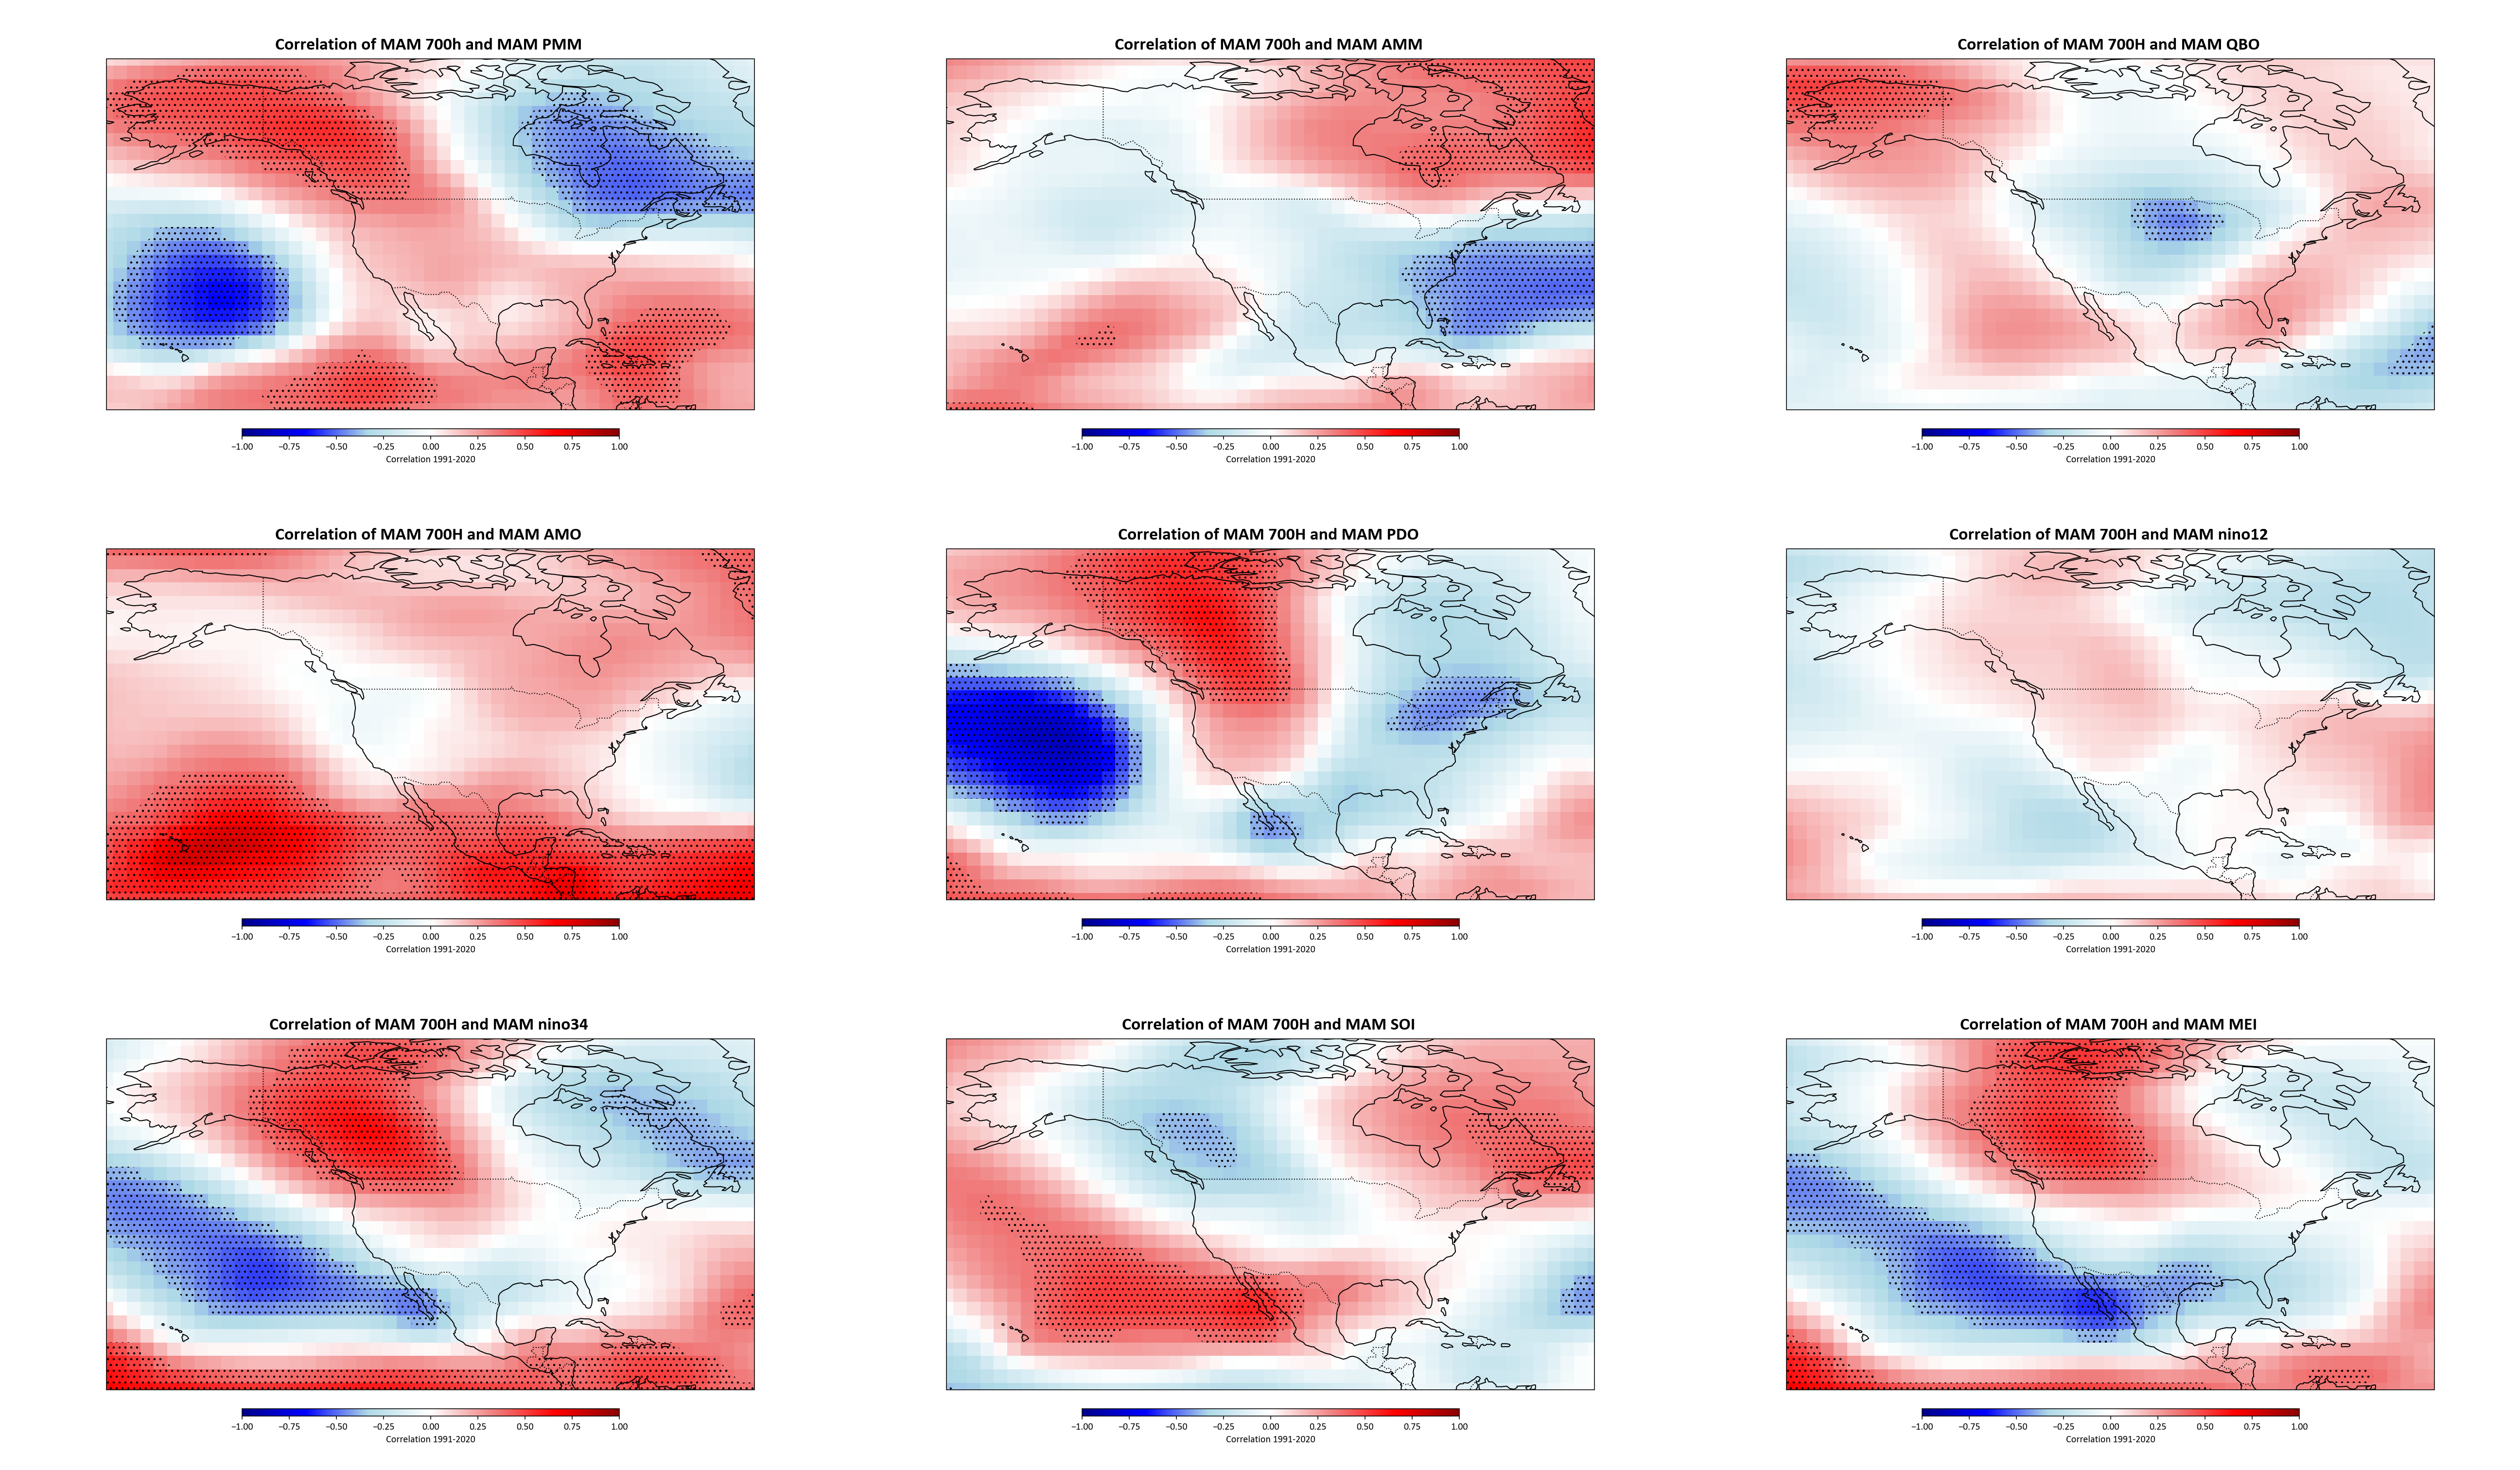 Correlation of MAM 700h and MAM PMM
−1.00 −0.75 −0.50 −0.25 0.00 0.25 0.50 0.75 1.00
Correlation 1991-2020
Correlation of MAM 700h and MAM AMM
−1.00 −0.75 −0.50 −0.25 0.00 0.25 0.50 0.75 1.00
Correlation 1991-2020
Correlation of MAM 700H and MAM QBO
−1.00 −0.75 −0.50 −0.25 0.00 0.25 0.50 0.75 1.00
Correlation 1991-2020
Correlation of MAM 700H and MAM AMO
−1.00 −0.75 −0.50 −0.25 0.00 0.25 0.50 0.75 1.00
Correlation 1991-2020
Correlation of MAM 700H and MAM PDO
−1.00 −0.75 −0.50 −0.25 0.00 0.25 0.50 0.75 1.00
Correlation 1991-2020
Correlation of MAM 700H and MAM nino12
−1.00 −0.75 −0.50 −0.25 0.00 0.25 0.50 0.75 1.00
Correlation 1991-2020
Correlation of MAM 700H and MAM nino34
−1.00 −0.75 −0.50 −0.25 0.00 0.25 0.50 0.75 1.00
Correlation 1991-2020
Correlation of MAM 700H and MAM SOI
−1.00 −0.75 −0.50 −0.25 0.00 0.25 0.50 0.75 1.00
Correlation 1991-2020
Correlation of MAM 700H and MAM MEI
−1.00 −0.75 −0.50 −0.25 0.00 0.25 0.50 0.75 1.00
Correlation 1991-2020